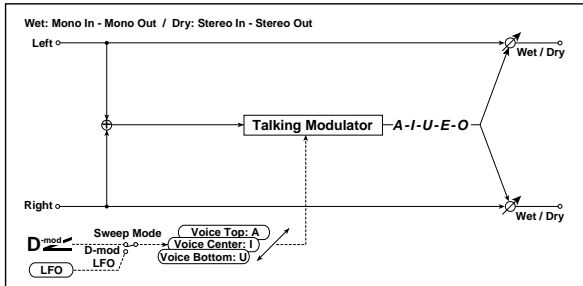 Wet: Mono In - Mono Out / Dry: Stereo In - Stereo Out
Left
Wet / Dry
Talking Modulator
A-I-U-E-O
Right
Wet / Dry
Sweep Mode
D-mod
D-mod
LFO
LFO
Voice Top: A
Voice Center: I
Voice Bottom: U